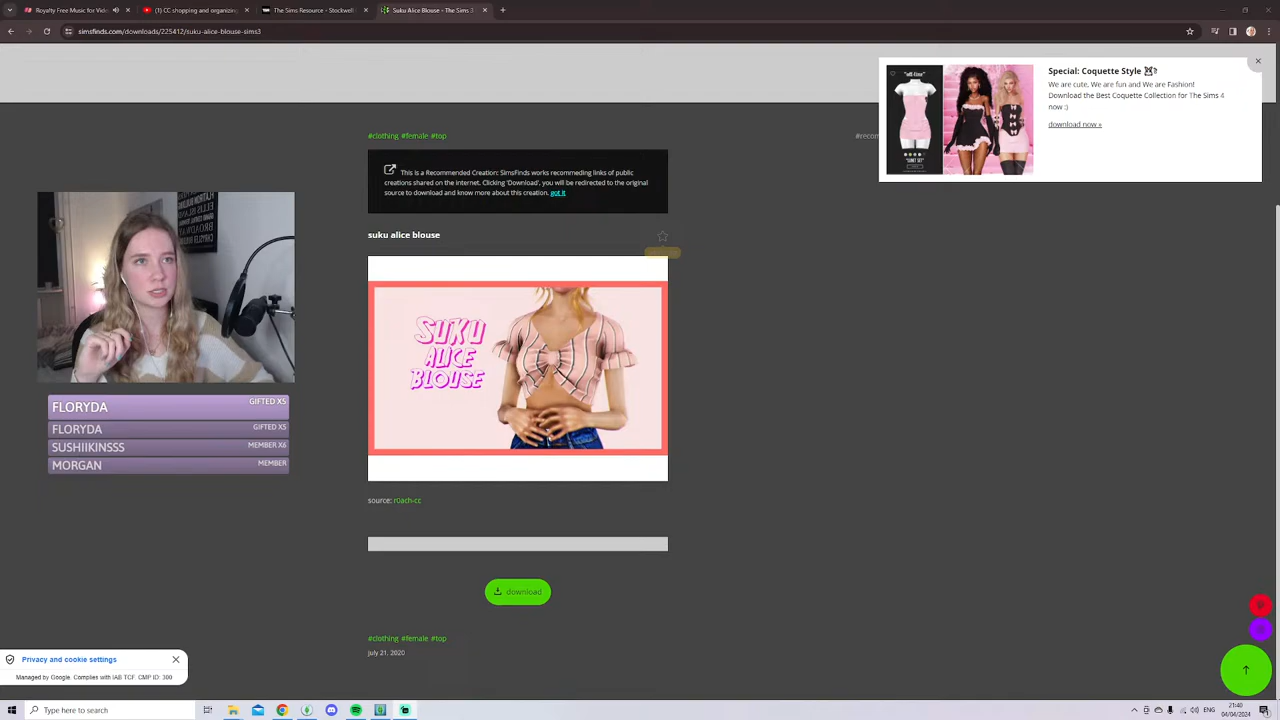 Royalty Free Music for Vide
(1) CC shopping and organizing
The Sims Resource - Stockwell
Suku Alice Blouse - The Sims 3
simsfinds.com/downloads/225412/suku-alice-blouse-sims3
Special: Coquette Style
We are cute, We are fun and We are Fashion!
Download the Best Coquette Collection for The Sims 4
now :)
download now »
#clothing #female #top
#recom
This is a Recommended Creation: SimsFinds works recommeding links of public
creations shared on the internet. Clicking 'Download', you will be redirected to the original
source to download and know more about this creation. got it
suku alice blouse
SUKU
ALICE
BLOUSE
FLORYDA GIFTED X5
FLORYDA GIFTED X5
SUSHIIKINSSS MEMBER X6
MORGAN MEMBER
source: r0ach-cc
download
#clothing #female #top
july 21, 2020
Privacy and cookie settings
Managed by Google. Complies with IAB TCF. CMP ID: 300
Type here to search
ENG
21:40
04/04/2024